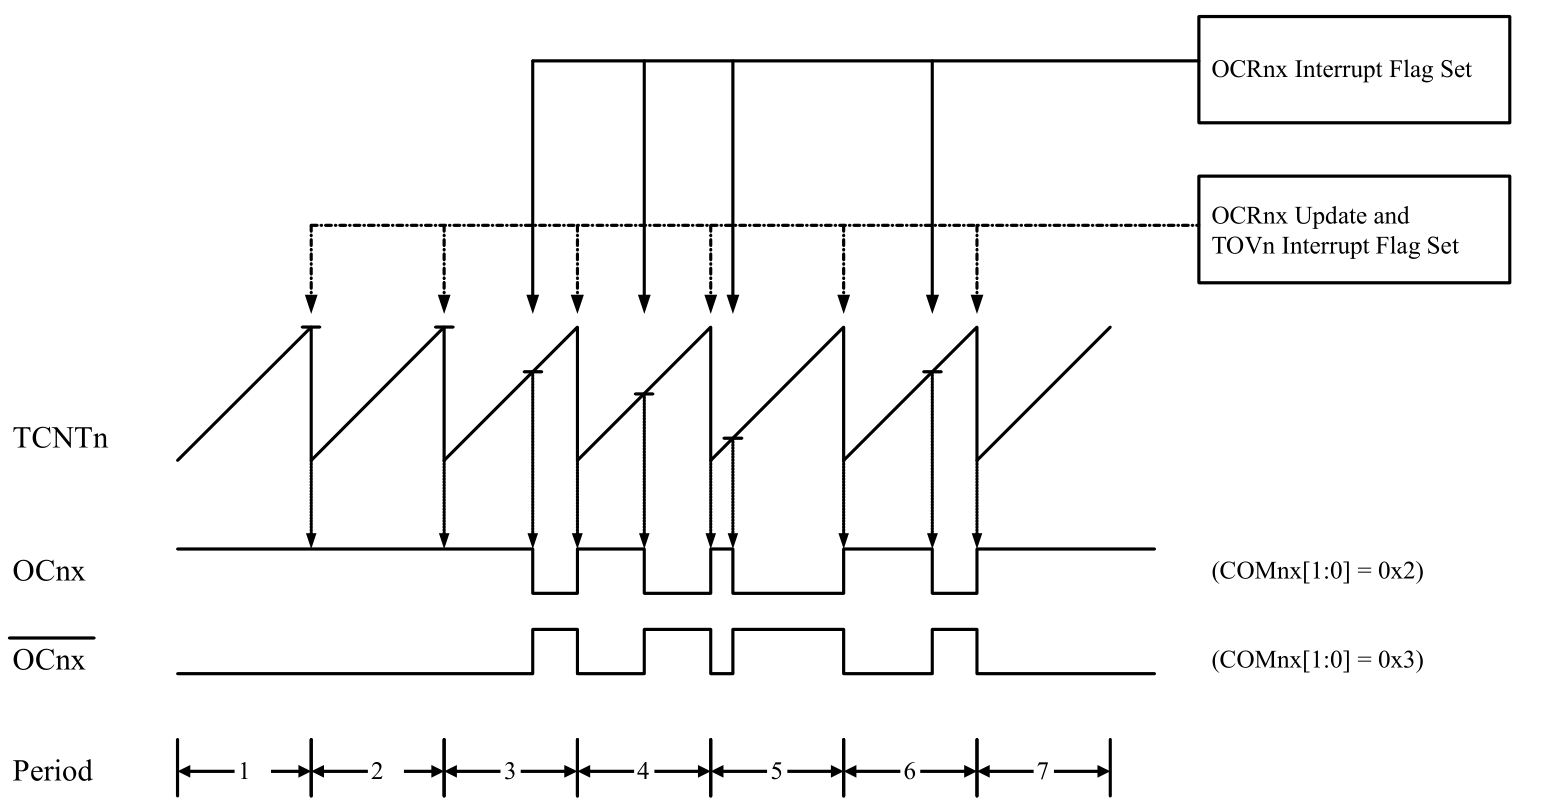 OCRnx Interrupt Flag Set
OCRnx Update and
TOVn Interrupt Flag Set
TCNTn
OCnx
(COMnx[1:0] = 0x2)
OCnx
(COMnx[1:0] = 0x3)
Period
1 2 3 4 5 6 7